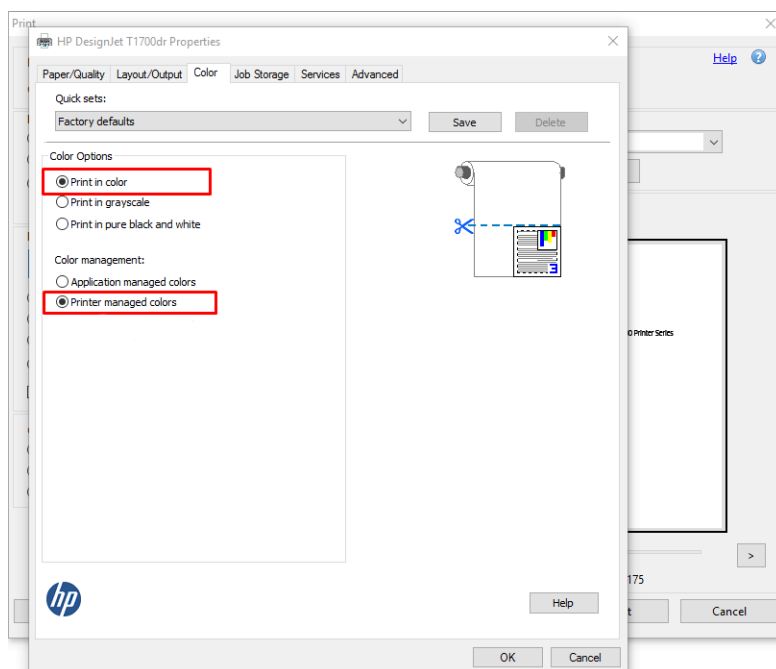 Print
HP DesignJet T1700dr Properties
Help
Paper/Quality Layout/Output Color Job Storage Services Advanced
Quick sets:
Factory defaults
Save
Delete
Color Options
Print in color
Print in grayscale
Print in pure black and white
3
Color management:
Application managed colors
Printer managed colors
Printer Series
>
175
hp
Help
Cancel
OK
Cancel